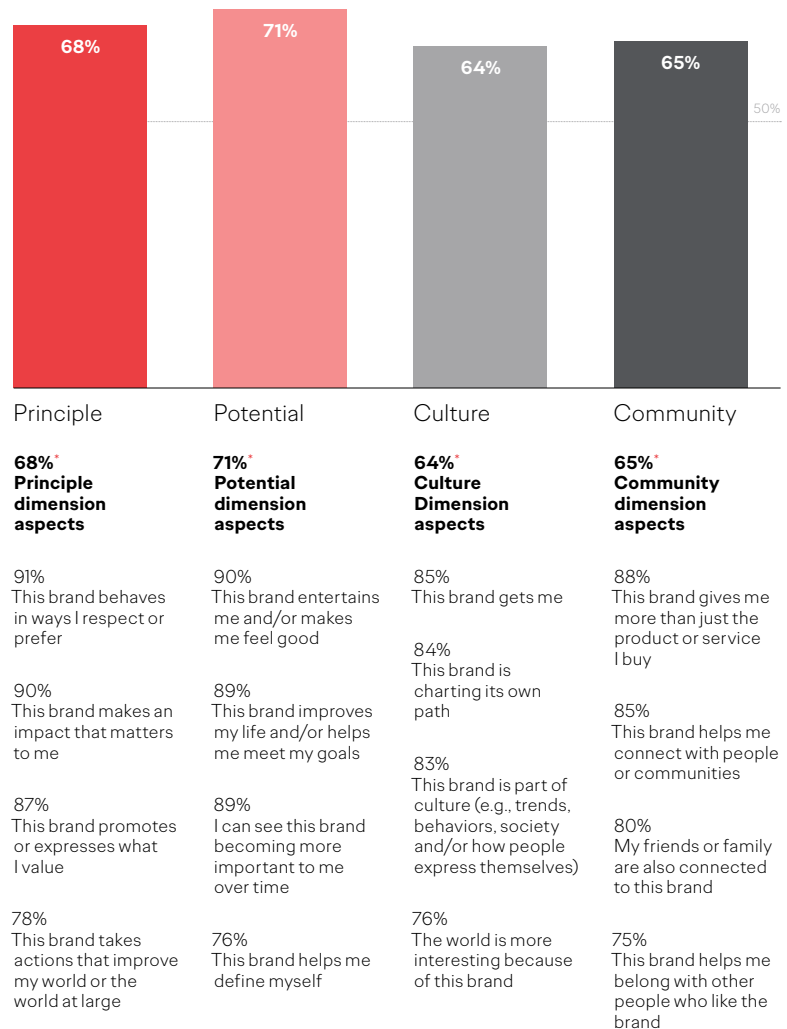 68%
71%
64%
65%
50%
Principle
Potential
Culture
Community
68%*
Principle
dimension
aspects
91%
This brand behaves
in ways I respect or
prefer
90%
This brand makes an
impact that matters
to me
87%
This brand promotes
or expresses what
I value
78%
This brand takes
actions that improve
my world or the
world at large
71%*
Potential
dimension
aspects
90%
This brand entertains
me and/or makes
me feel good
89%
This brand improves
my life and/or helps
me meet my goals
89%
I can see this brand
becoming more
important to me
over time
76%
This brand helps me
define myself
64%*
Culture
Dimension
aspects
85%
This brand gets me
84%
This brand is
charting its own
path
83%
This brand is part of
culture (e.g., trends,
behaviors, society
and/or how people
express themselves)
76%
The world is more
interesting because
of this brand
65%*
Community
dimension
aspects
88%
This brand gives me
more than just the
product or service
I buy
85%
This brand helps me
connect with people
or communities
80%
My friends or family
are also connected
to this brand
75%
This brand helps me
belong with other
people who like the
brand